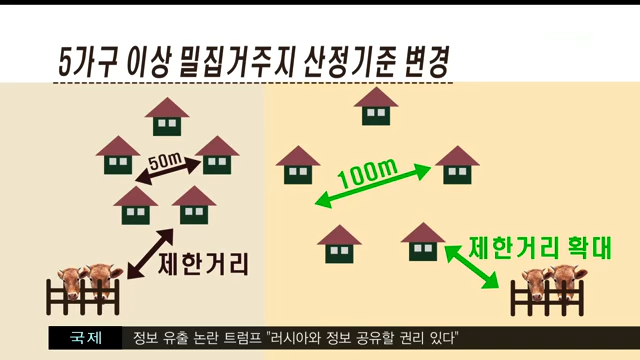 5가구 이상 밀집거주지 산정기준 변경
50m
100m
제한거리
제한거리 확대
국제 정보 유출 논란 트럼프 "러시아와 정보 공유할 권리 있다"